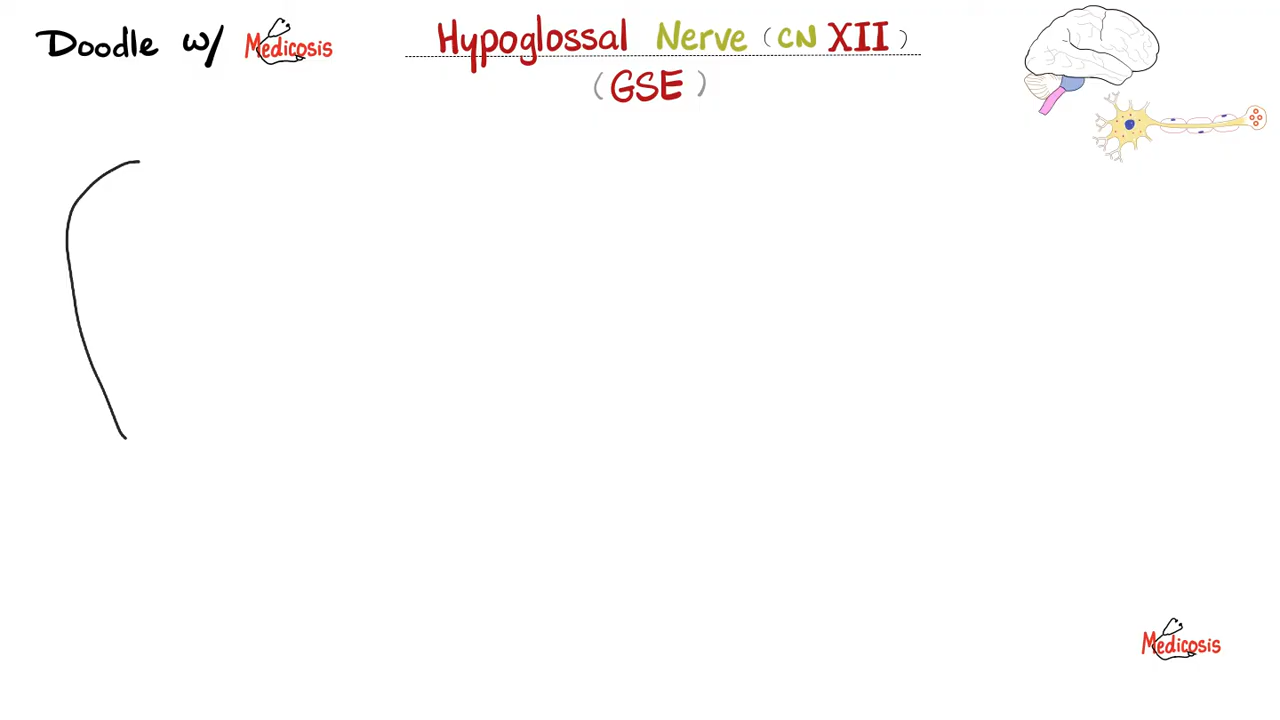 Doodle w/ Medicosis
Hypoglossal Nerve (CN XII)
(GSE)
Medicosis